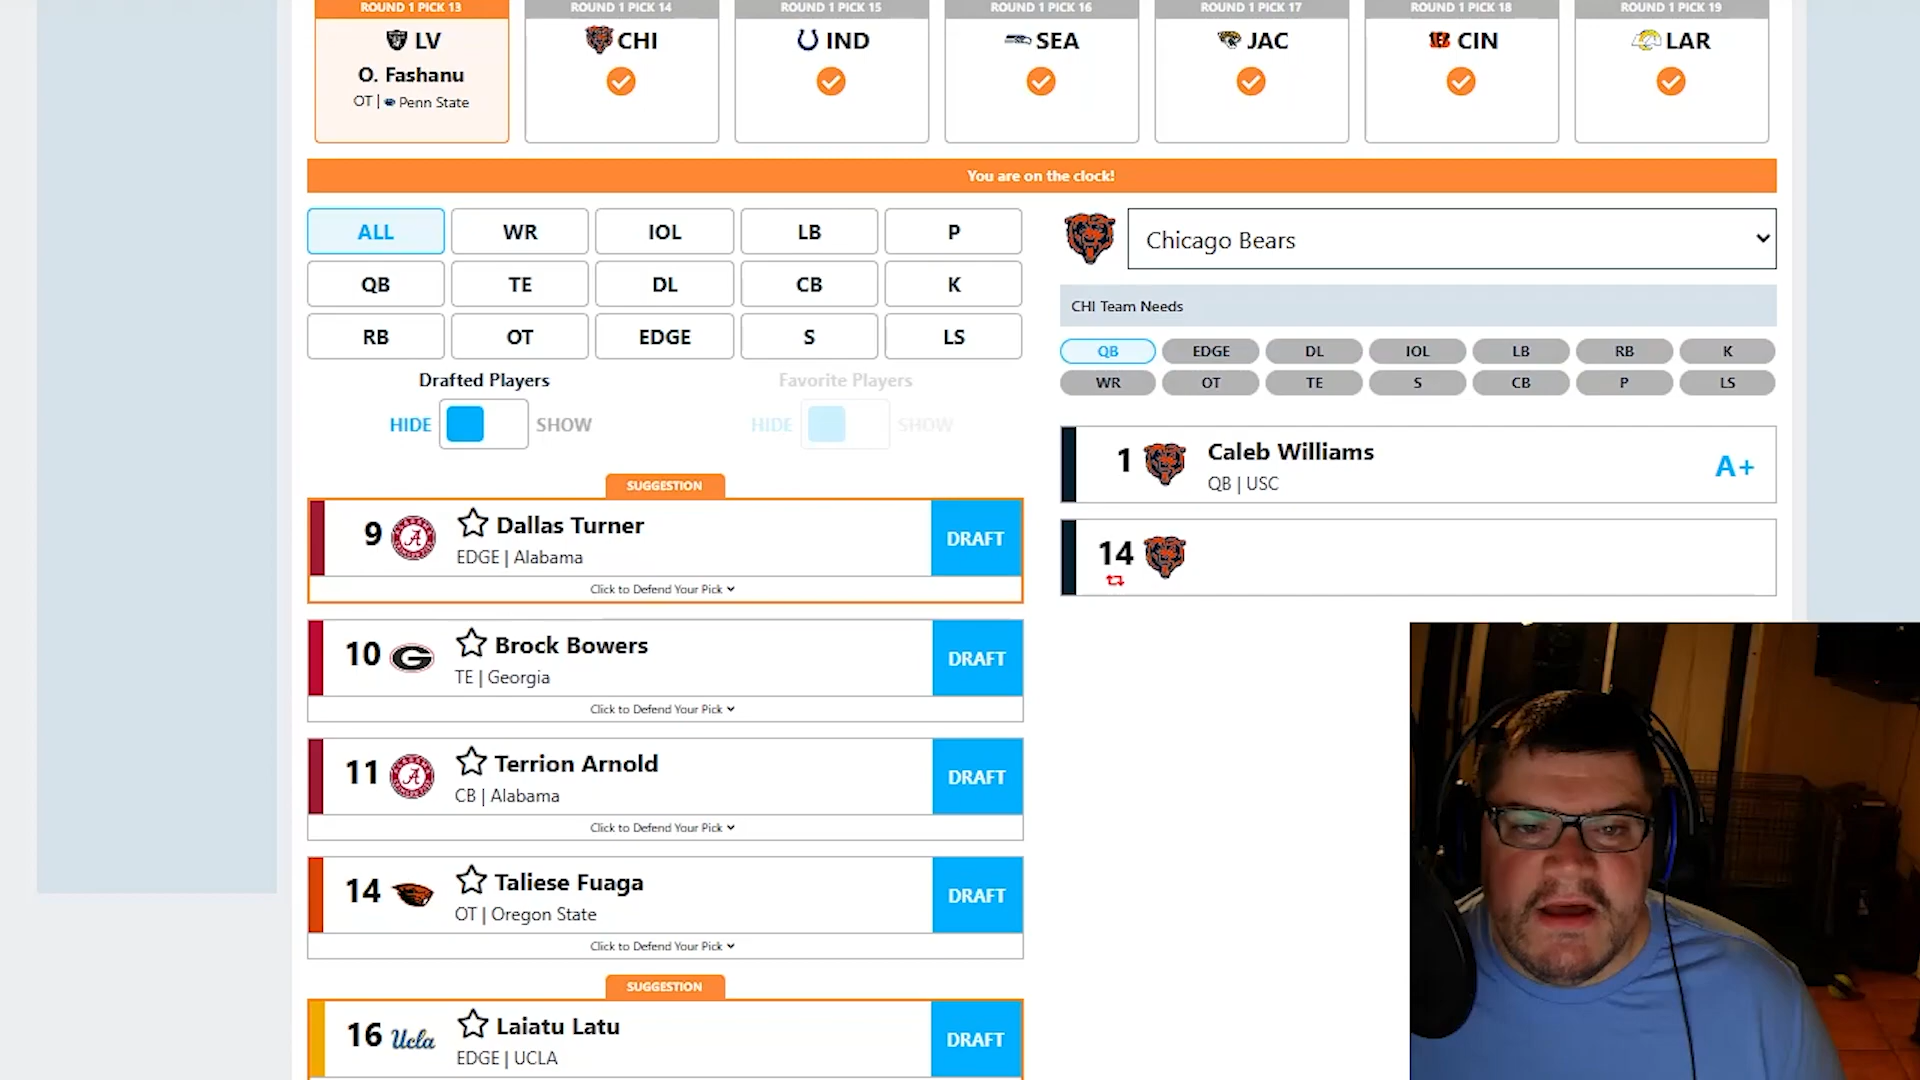 ROUND 1 PICK 13
LV
O. Fashanu
OT | Penn State
ROUND 1 PICK 14
CHI
ROUND 1 PICK 15
IND
ROUND 1 PICK 16
SEA
ROUND 1 PICK 17
JAC
ROUND 1 PICK 18
CIN
ROUND 1 PICK 19
LAR
You are on the clock!
ALL WR IOL LB P
QB TE DL CB K
RB OT EDGE S LS
Drafted Players
HIDE SHOW
Favorite Players
HIDE SHOW
SUGGESTION
9 A Dallas Turner DRAFT
EDGE | Alabama
Click to Defend Your Pick
10 G Brock Bowers DRAFT
TE | Georgia
Click to Defend Your Pick
11 A Terrion Arnold DRAFT
CB | Alabama
Click to Defend Your Pick
14 Taliese Fuaga DRAFT
OT | Oregon State
Click to Defend Your Pick
SUGGESTION
16 Ucla Laiatu Latu DRAFT
EDGE | UCLA
Chicago Bears
CHI Team Needs
QB EDGE DL IOL LB RB K
WR OT TE S CB P LS
1 Caleb Williams A+
QB | USC
14